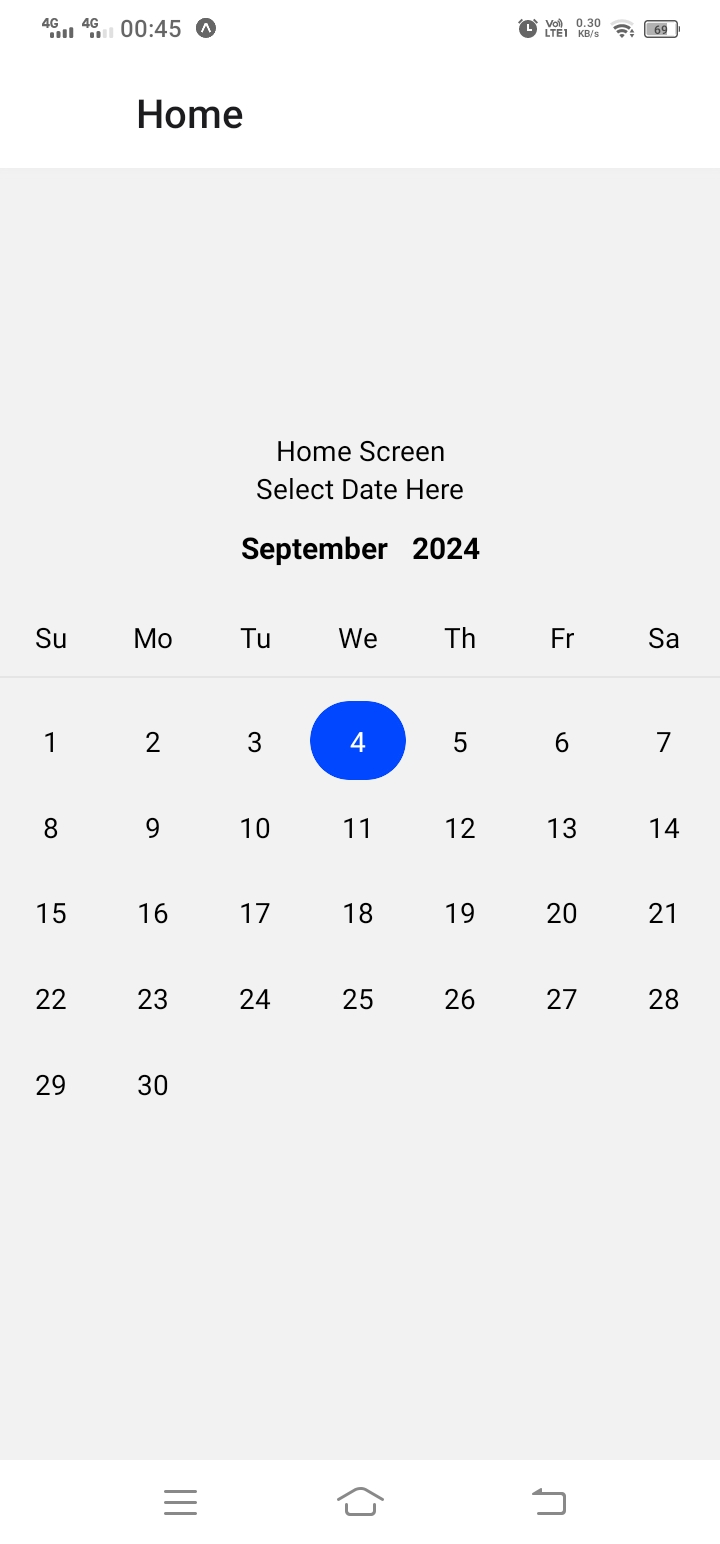 4G 4G 00:45 Vo) LTE1 0.30 KB/s 69
Home
Home Screen
Select Date Here
September 2024
Su Mo Tu We Th Fr Sa
1 2 3 4 5 6 7
8 9 10 11 12 13 14
15 16 17 18 19 20 21
22 23 24 25 26 27 28
29 30